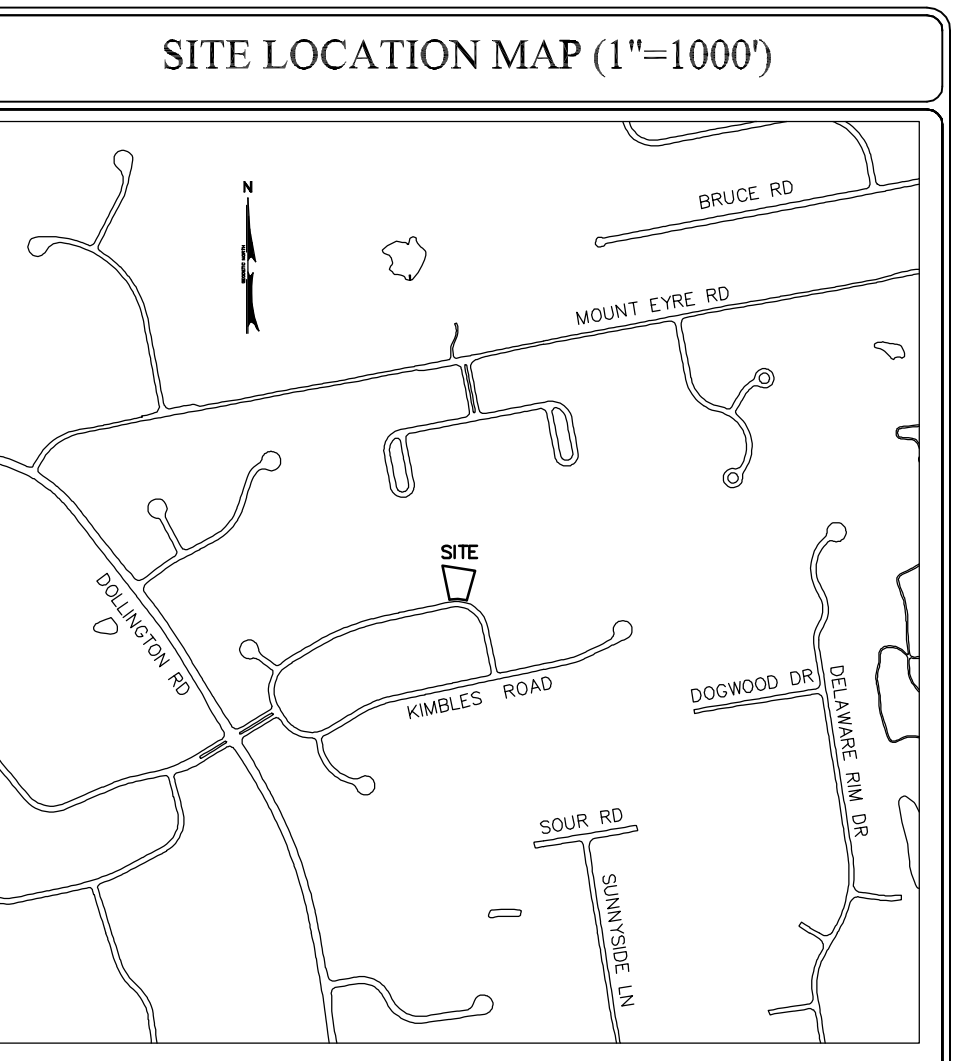 SITE LOCATION MAP (1"=1000')
N
BRUCE RD
MOUNT EYRE RD
SITE
DOLLINGTON RD
KIMBLES ROAD
DOGWOOD DR
DELAWARE RIM DR
SOUR RD
SUNNYSIDE LN